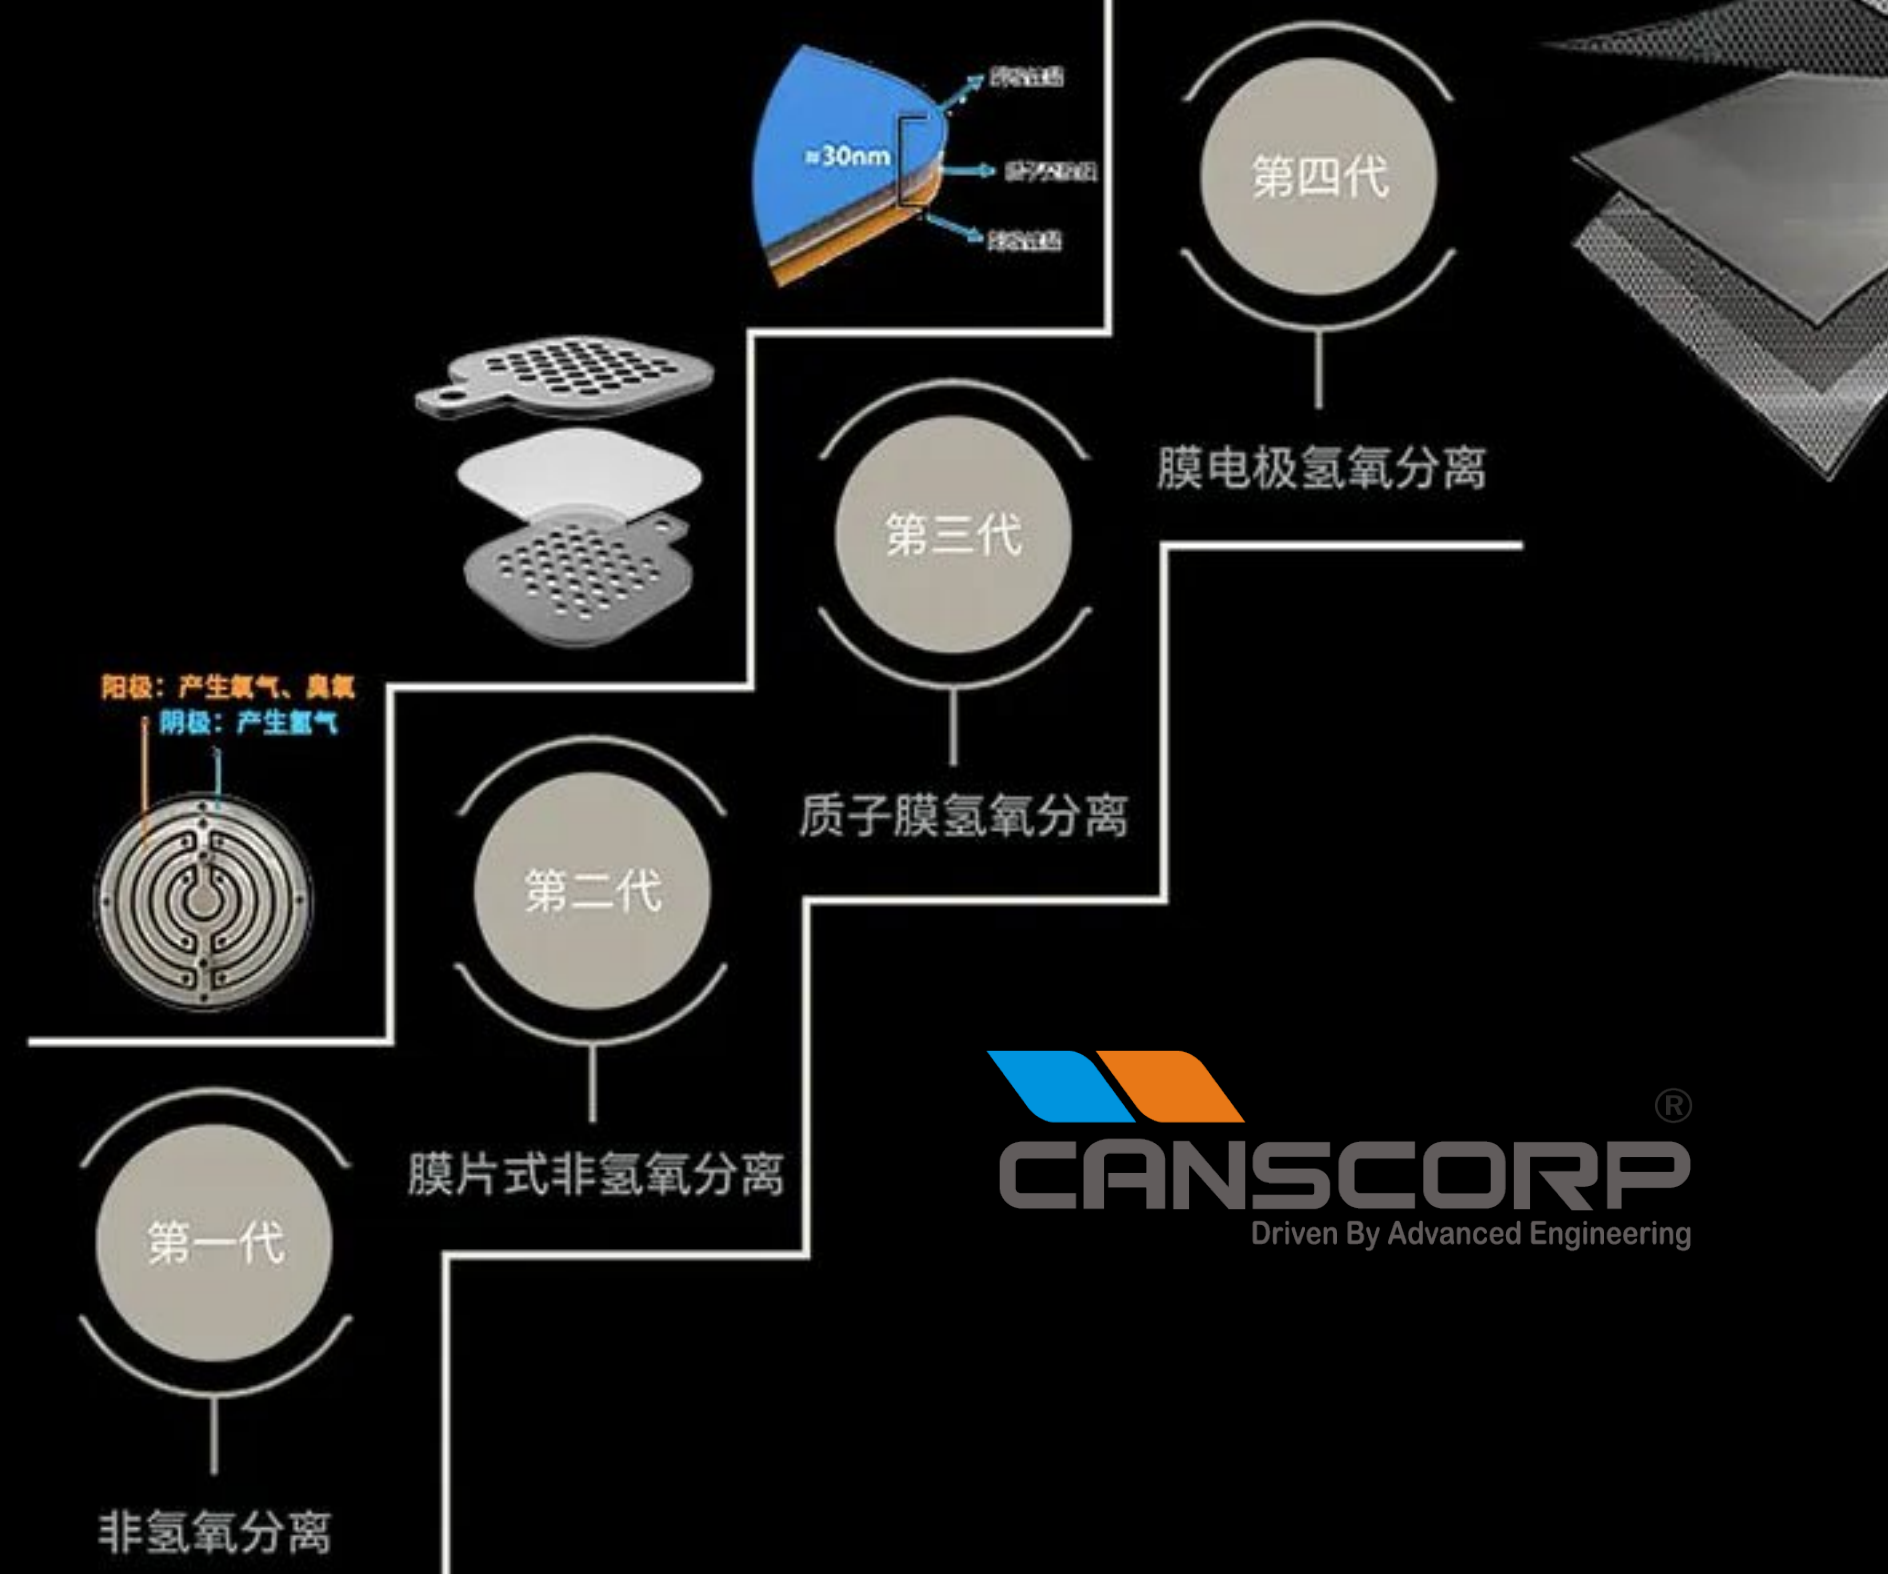 ≈30nm
第四代
膜电极氢氧分离
第三代
质子膜氢氧分离
阳极：产生氧气、臭氧
阴极：产生氢气
第二代
膜片式非氢氧分离
第一代
非氢氧分离
®
CANSCORP
Driven By Advanced Engineering